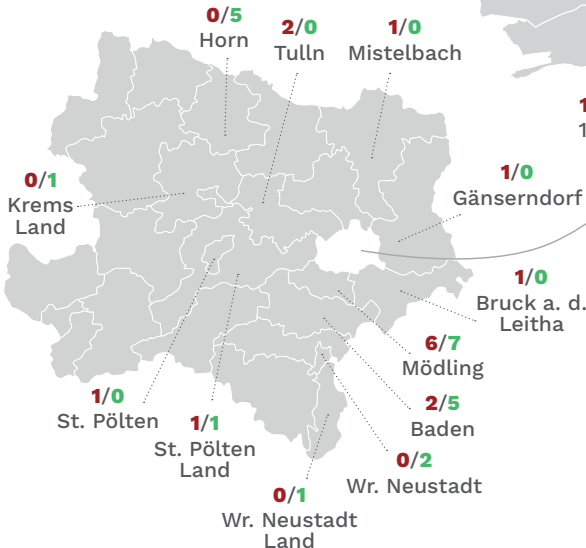 0/5
Horn
2/0
Tulln
1/0
Mistelbach
1
1
0/1
Krems
Land
1/0
Gänserndorf
1/0
Bruck a. d.
Leitha
6/7
Mödling
1/0
St. Pölten
2/5
Baden
1/1
St. Pölten
Land
0/2
Wr. Neustadt
0/1
Wr. Neustadt
Land